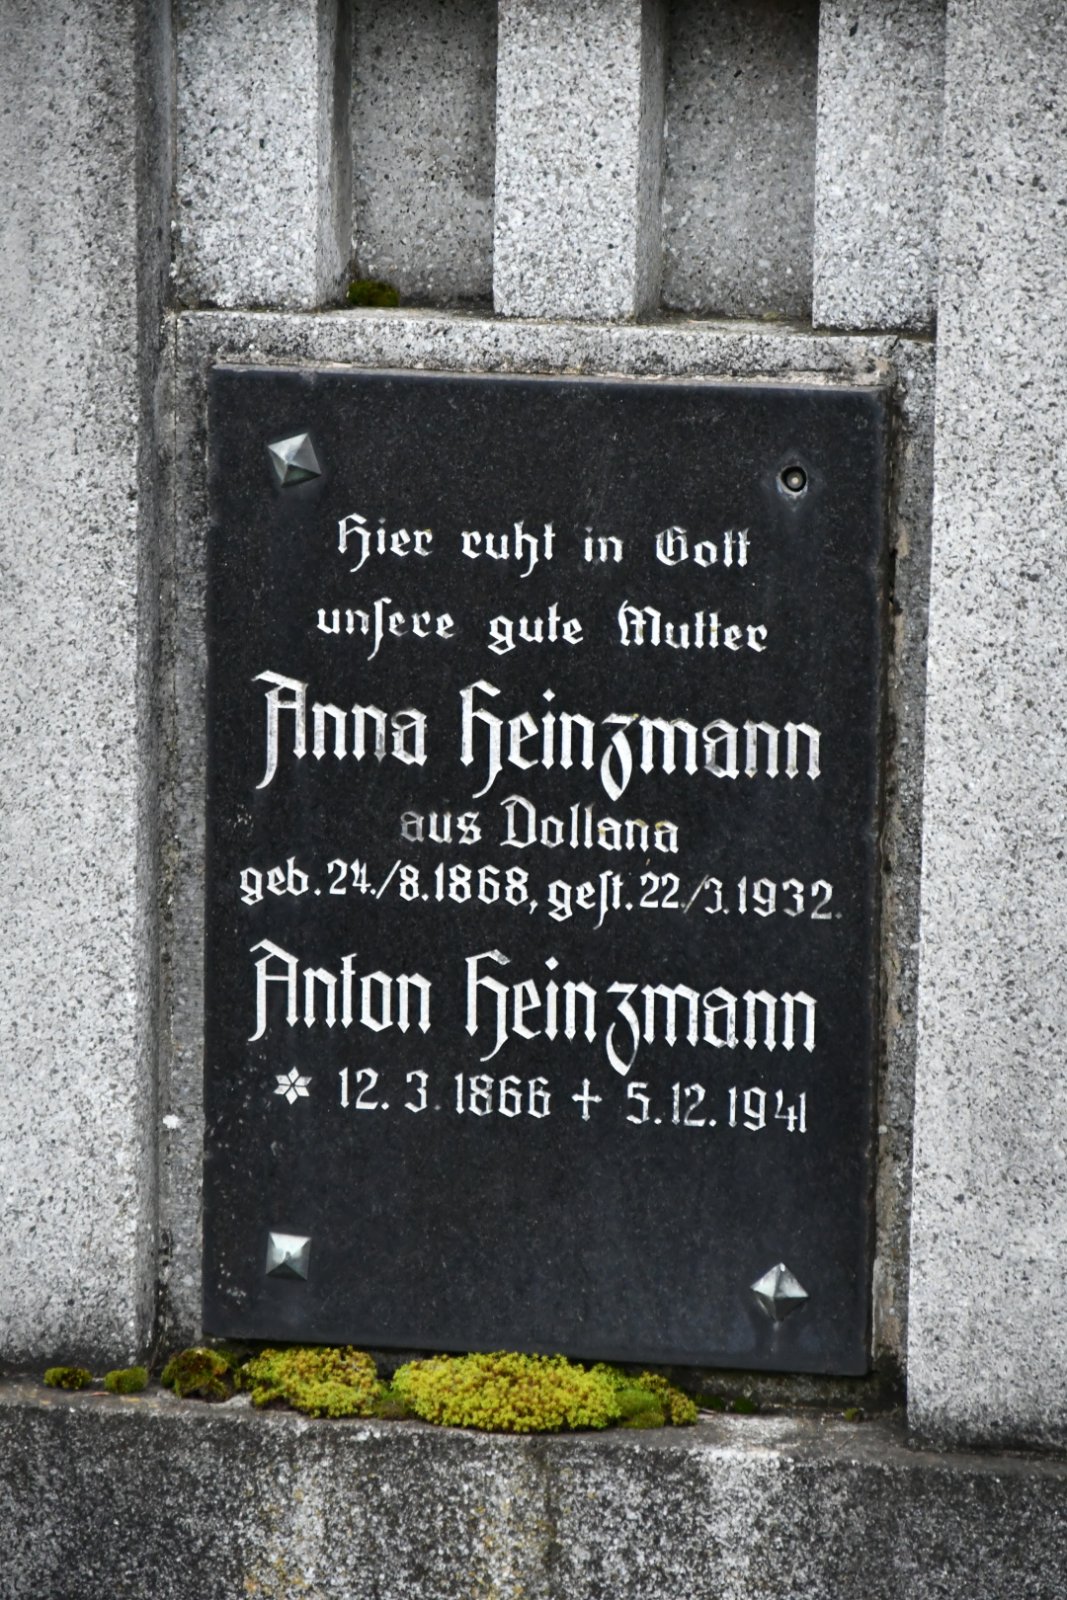 Hier ruht in Gott
unſere gute Mutter
Anna Heinzmann
aus Dollana
geb. 24./8.1868, geſt. 22./3.1932.
Anton Heinzmann
* 12. 3. 1866 + 5.12.1941